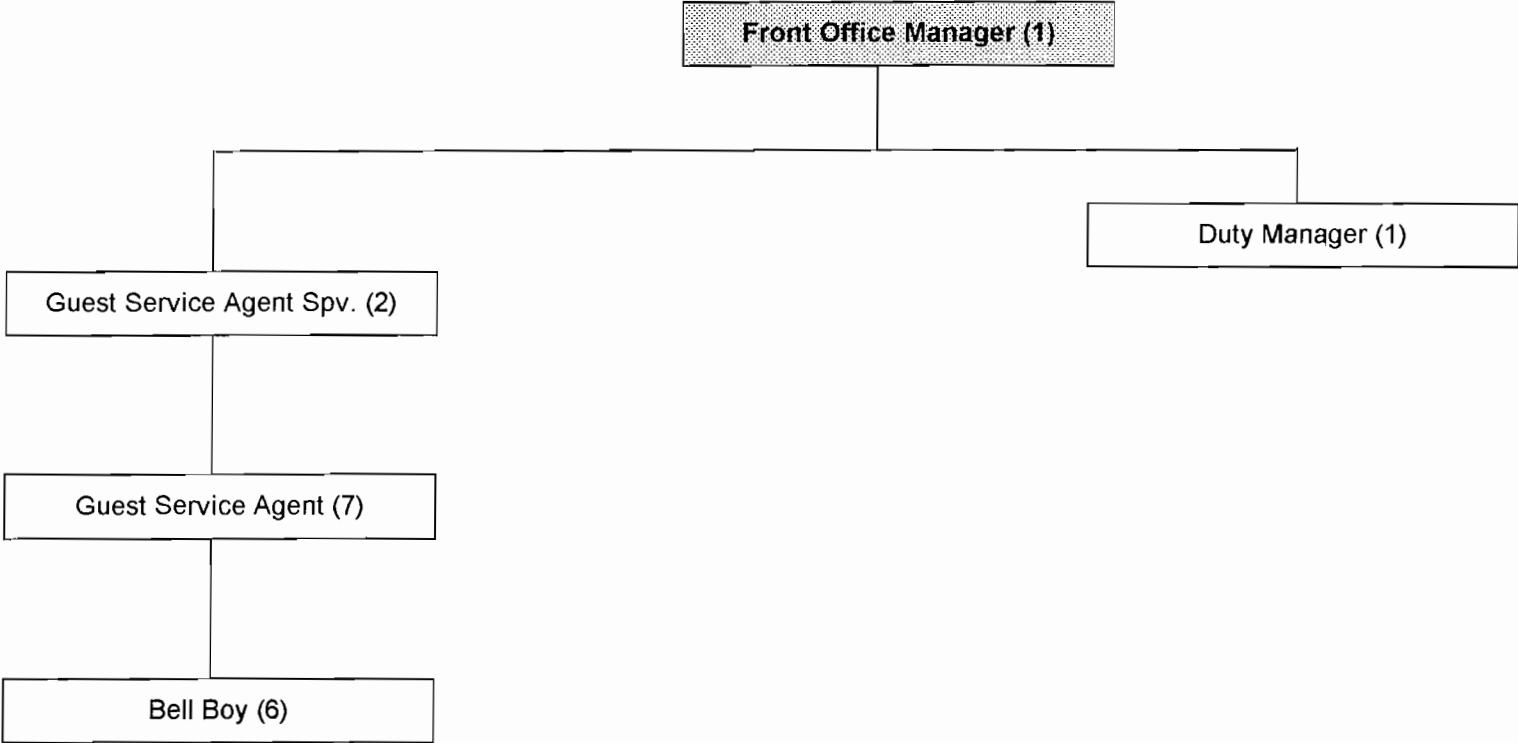 Front Office Manager (1)
Duty Manager (1)
Guest Service Agent Spv. (2)
Guest Service Agent (7)
Bell Boy (6)